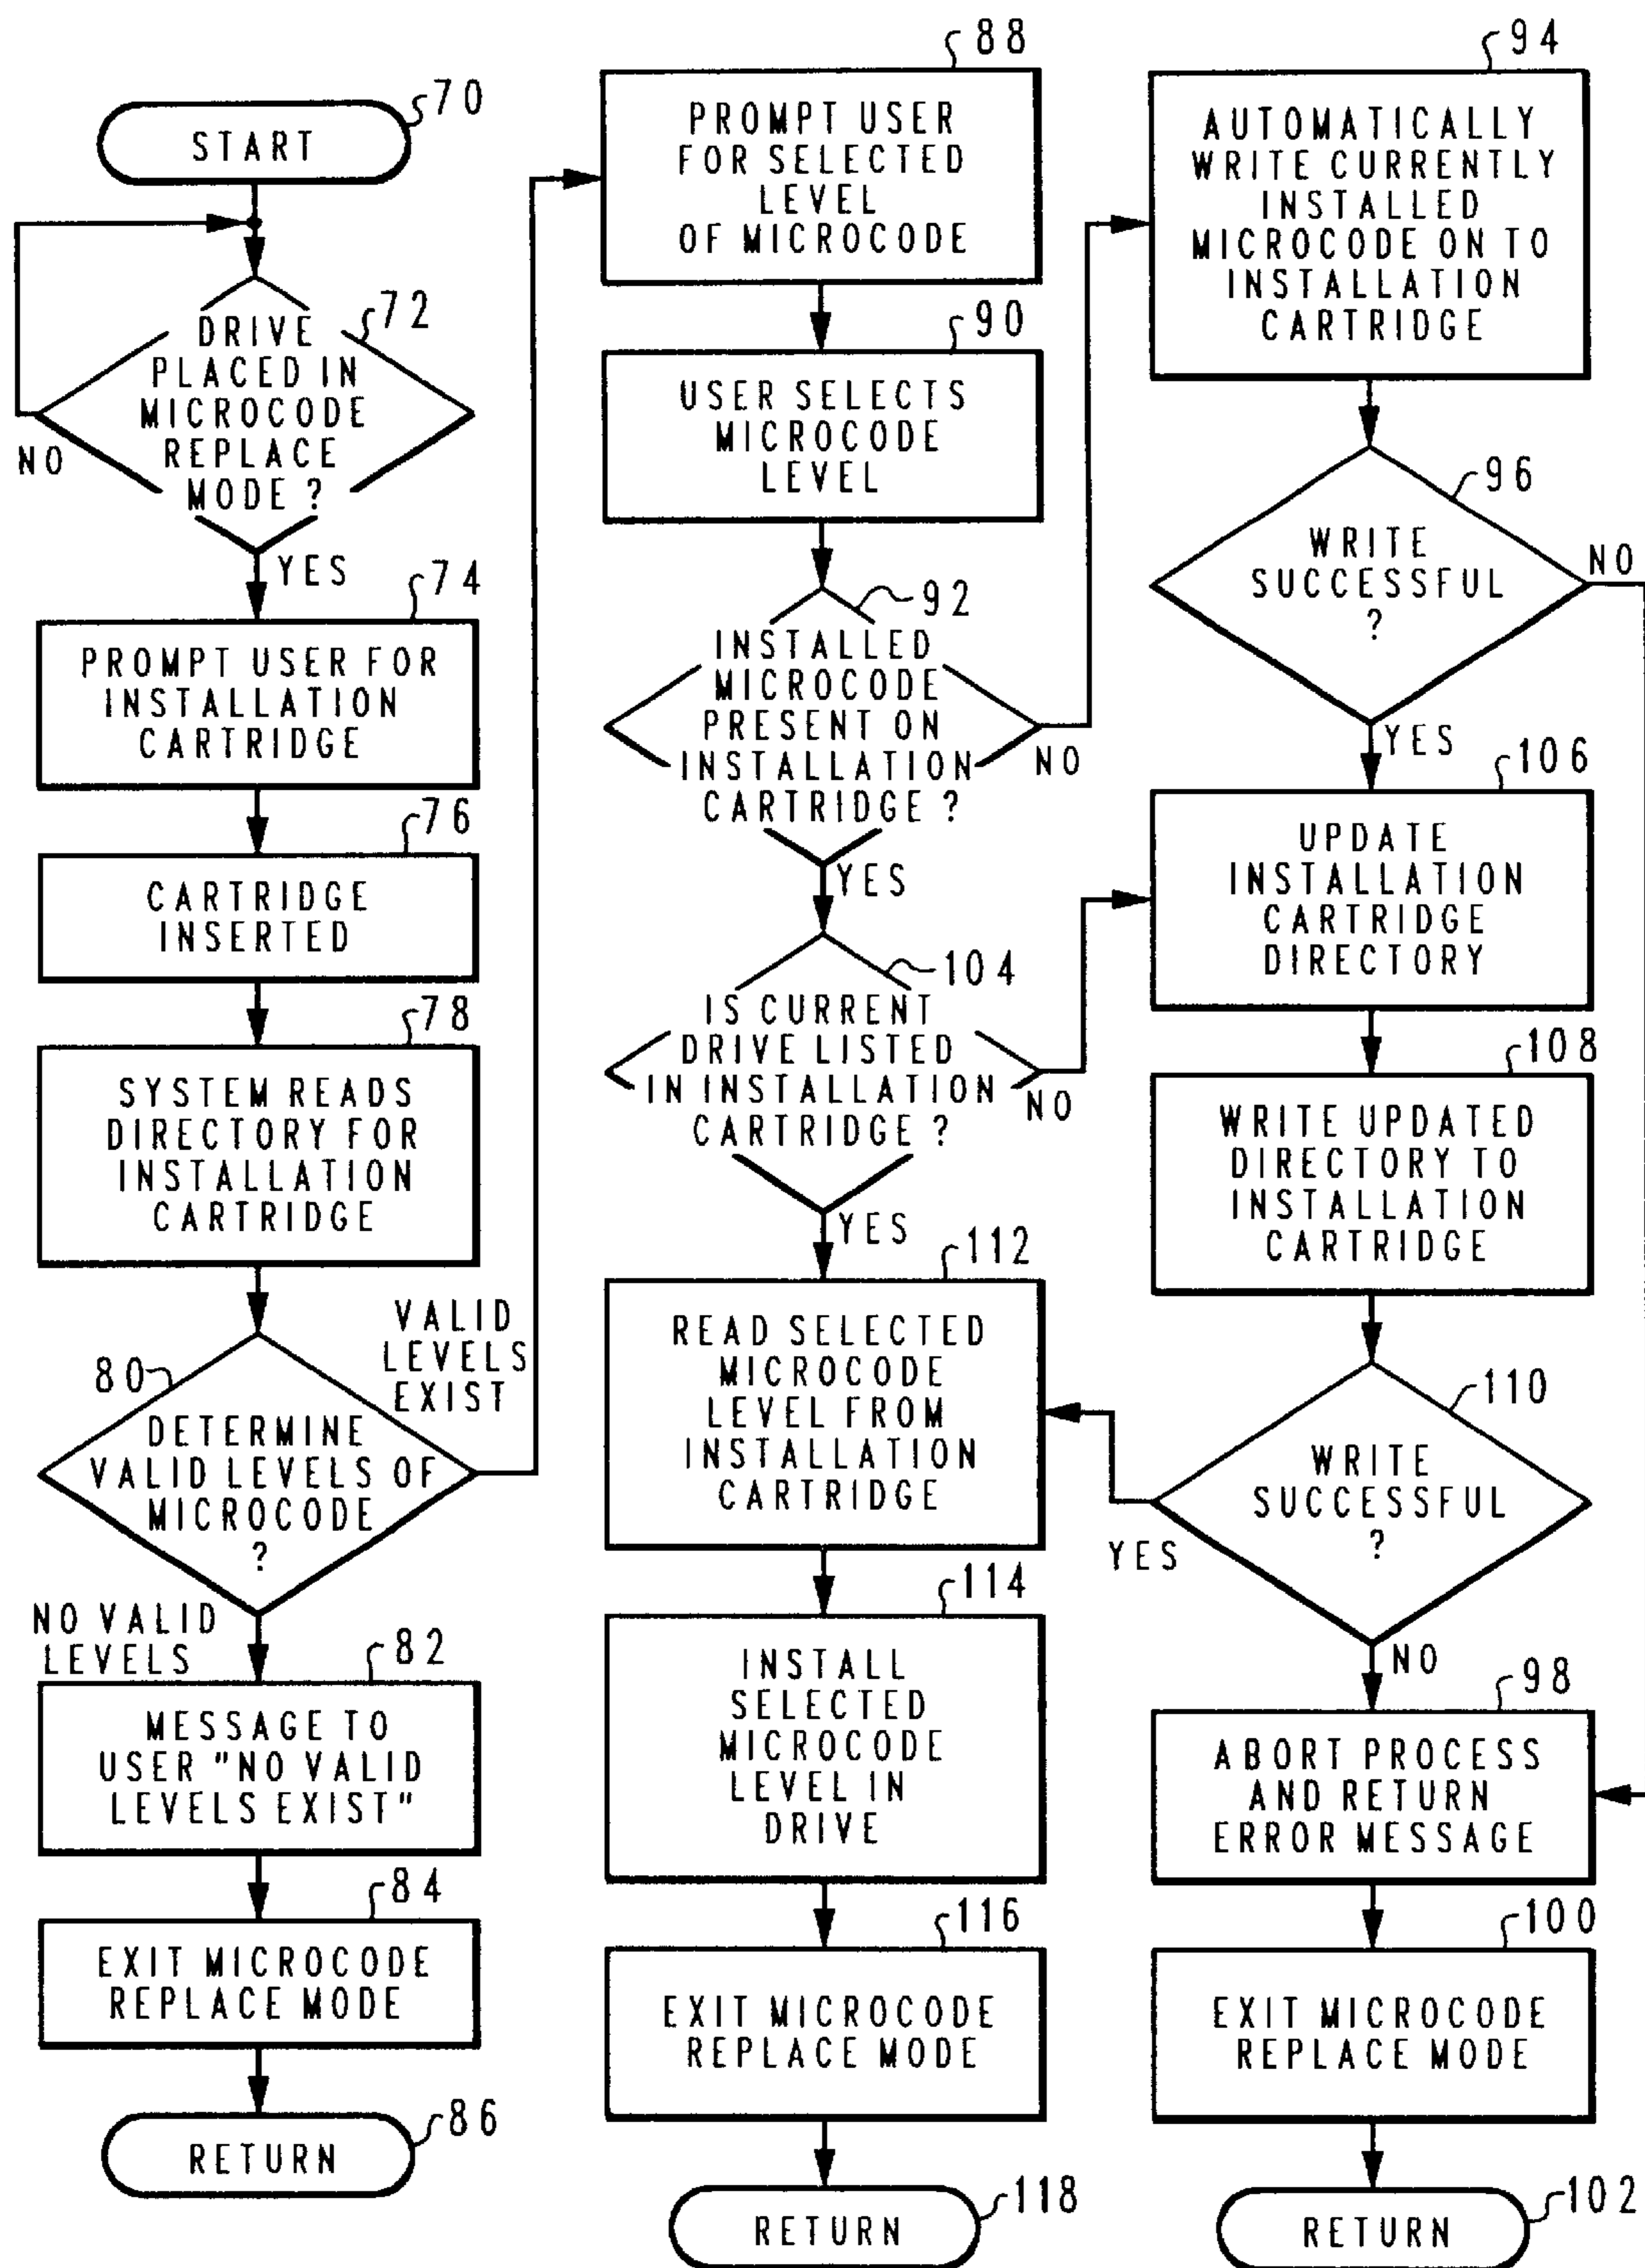 70
START
72
DRIVE
PLACED IN
MICROCODE
REPLACE
MODE ?
NO
YES
74
PROMPT USER FOR
INSTALLATION
CARTRIDGE
76
CARTRIDGE
INSERTED
78
SYSTEM READS
DIRECTORY FOR
INSTALLATION
CARTRIDGE
80
DETERMINE
VALID LEVELS OF
MICROCODE
?
VALID
LEVELS
EXIST
NO VALID
LEVELS
82
MESSAGE TO
USER "NO VALID
LEVELS EXIST"
84
EXIT MICROCODE
REPLACE MODE
86
RETURN
88
PROMPT USER
FOR SELECTED
LEVEL
OF MICROCODE
90
USER SELECTS
MICROCODE
LEVEL
92
INSTALLED
MICROCODE
PRESENT ON
INSTALLATION
CARTRIDGE ?
NO
YES
104
IS CURRENT
DRIVE LISTED
IN INSTALLATION
CARTRIDGE ?
NO
YES
112
READ SELECTED
MICROCODE
LEVEL FROM
INSTALLATION
CARTRIDGE
114
INSTALL
SELECTED
MICROCODE
LEVEL IN
DRIVE
116
EXIT MICROCODE
REPLACE MODE
118
RETURN
94
AUTOMATICALLY
WRITE CURRENTLY
INSTALLED
MICROCODE ON TO
INSTALLATION
CARTRIDGE
96
WRITE
SUCCESSFUL
?
NO
YES
106
UPDATE
INSTALLATION
CARTRIDGE
DIRECTORY
108
WRITE UPDATED
DIRECTORY TO
INSTALLATION
CARTRIDGE
110
WRITE
SUCCESSFUL
?
YES
NO
98
ABORT PROCESS
AND RETURN
ERROR MESSAGE
100
EXIT MICROCODE
REPLACE MODE
102
RETURN